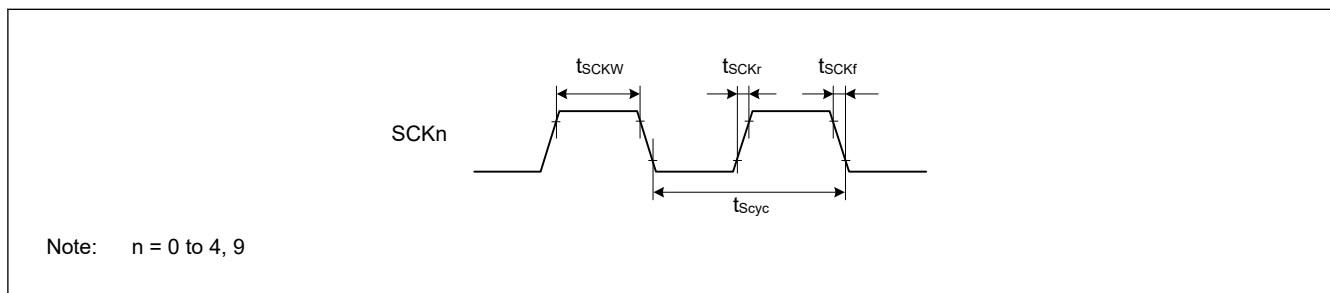 tSCKW tSCKr tSCKf
SCKn
tScyc
Note: n = 0 to 4, 9